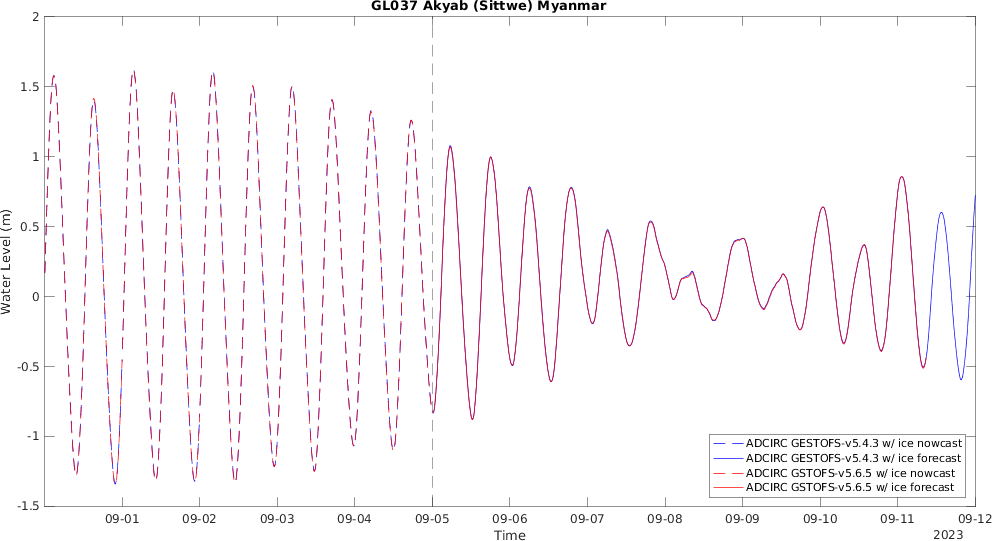 GL037 Akyab (Sittwe) Myanmar
2
1.5
1
0.5
0
-0.5
-1
-1.5
Water Level (m)
ADCIRC GESTOFS-v5.4.3 w/ ice nowcast
ADCIRC GESTOFS-v5.4.3 w/ ice forecast
ADCIRC GSTOFS-v5.6.5 w/ ice nowcast
ADCIRC GSTOFS-v5.6.5 w/ ice forecast
09-01 09-02 09-03 09-04 09-05 09-06 09-07 09-08 09-09 09-10 09-11 09-12
Time
2023